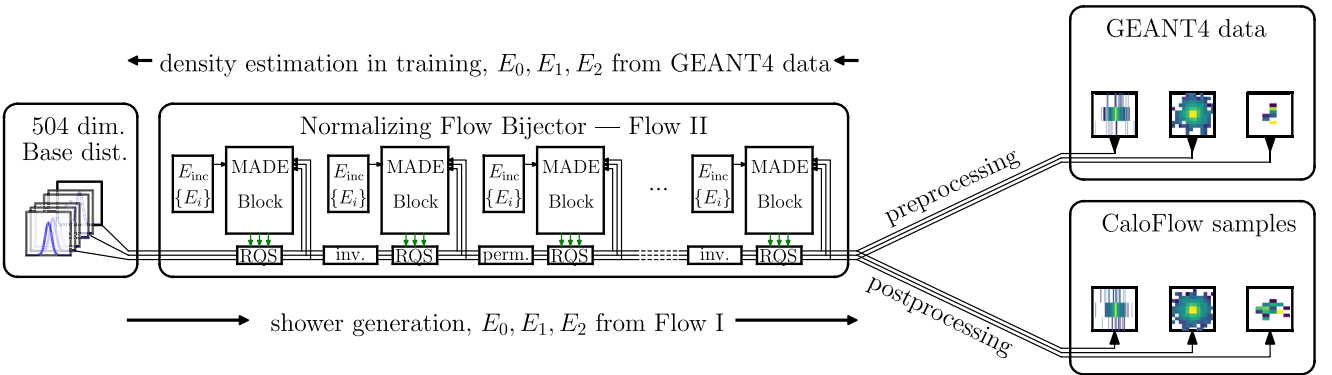 GEANT4 data
density estimation in training, E₀, E₁, E₂ from GEANT4 data
504 dim.
Base dist.
Normalizing Flow Bijector — Flow II
E_inc
{E_i}
MADE
Block
RQS
inv.
E_inc
{E_i}
MADE
Block
RQS
perm.
E_inc
{E_i}
MADE
Block
RQS
...
inv.
E_inc
{E_i}
MADE
Block
RQS
preprocessing
postprocessing
CaloFlow samples
shower generation, E₀, E₁, E₂ from Flow I